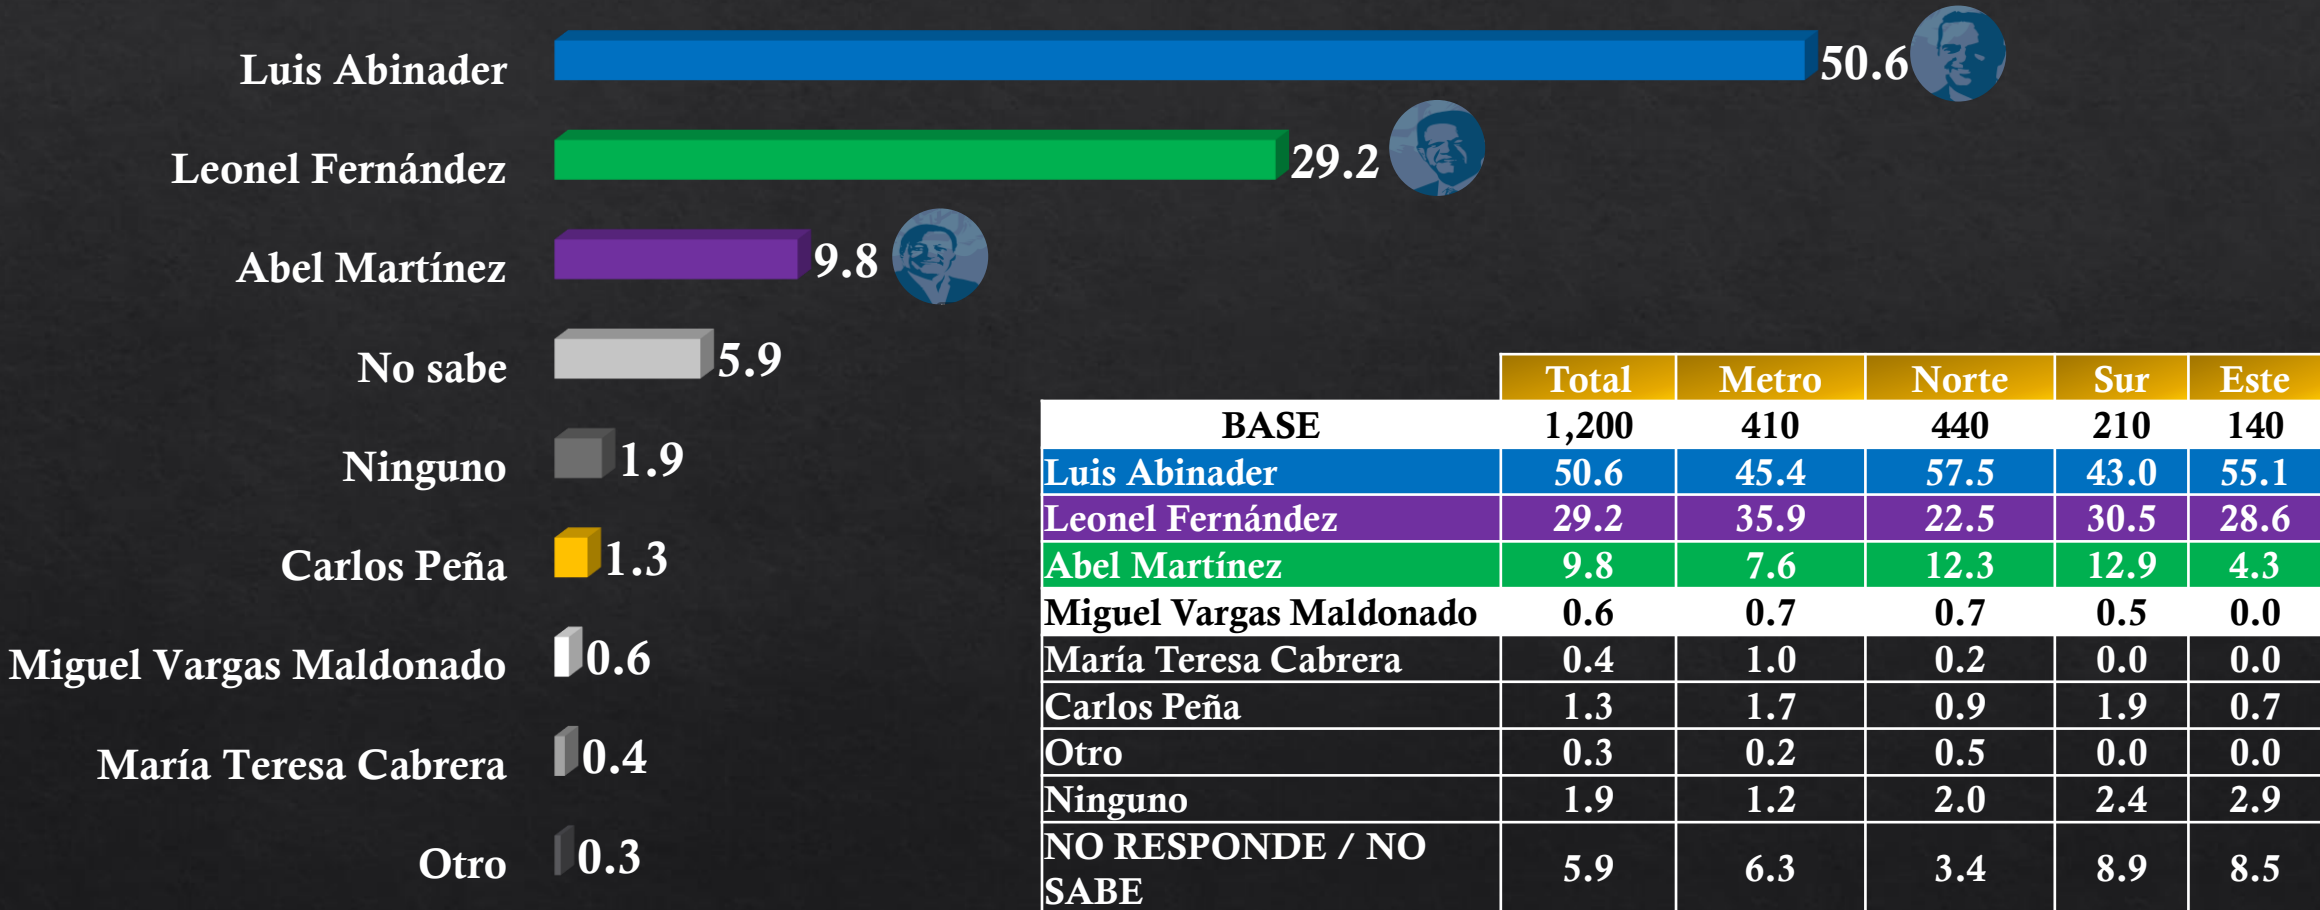 Luis Abinader 50.6
Leonel Fernández 29.2
Abel Martínez 9.8
No sabe 5.9
Ninguno 1.9
Carlos Peña 1.3
Miguel Vargas Maldonado 0.6
María Teresa Cabrera 0.4
Otro 0.3
Total Metro Norte Sur Este
BASE 1,200 410 440 210 140
Luis Abinader 50.6 45.4 57.5 43.0 55.1
Leonel Fernández 29.2 35.9 22.5 30.5 28.6
Abel Martínez 9.8 7.6 12.3 12.9 4.3
Miguel Vargas Maldonado 0.6 0.7 0.7 0.5 0.0
María Teresa Cabrera 0.4 1.0 0.2 0.0 0.0
Carlos Peña 1.3 1.7 0.9 1.9 0.7
Otro 0.3 0.2 0.5 0.0 0.0
Ninguno 1.9 1.2 2.0 2.4 2.9
NO RESPONDE / NO
SABE 5.9 6.3 3.4 8.9 8.5